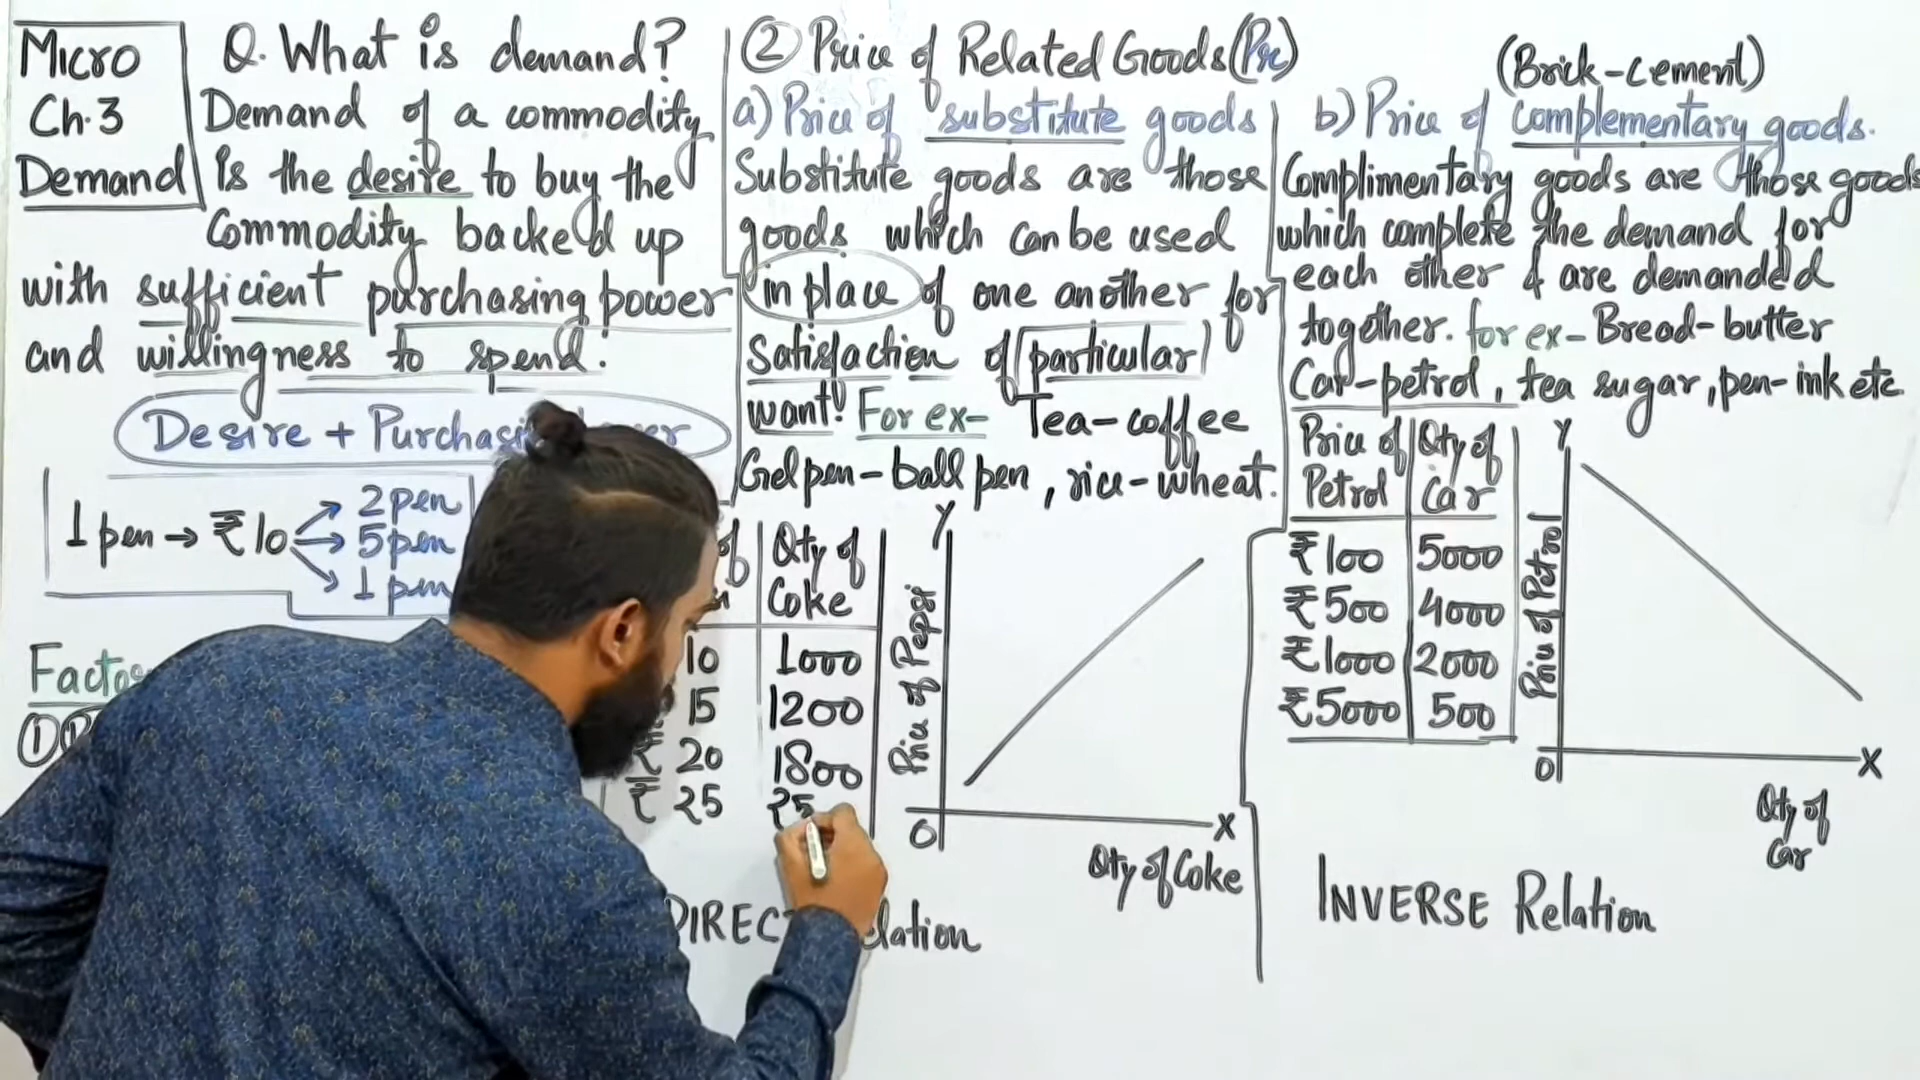 Micro
Ch.3
Demand
Q. What is demand?
Demand of a commodity
is the desire to buy the
Commodity backed up
with sufficient purchasing power
and willingness to spend.
Desire +
1 pen → ₹10
2 pen
5 pen
1 pen
② Price of Related Goods (Pr)
a) Price of substitute goods
Substitute goods are those
goods which can be used
in place of one another for
Satisfaction of particular
want. For ex- Tea-coffee
Gel pen-ball pen, rice-wheat.
Qty of
Coke
10 1000
15 1200
₹ 20 1800
₹ 25 25
Y
Price of Pepsi
O
X
Qty of Coke
(Brick-cement)
b) Price of complementary goods.
Complimentary goods are those goods
which complete the demand for
each other & are demanded
together. for ex- Bread-butter
Car-petrol, tea sugar, pen-ink etc
Price of Qty of
Petrol Car
₹100 5000
₹500 4000
₹1000 2000
₹5000 500
Y
Price of Petrol
O
X
Qty of
Car
INVERSE Relation